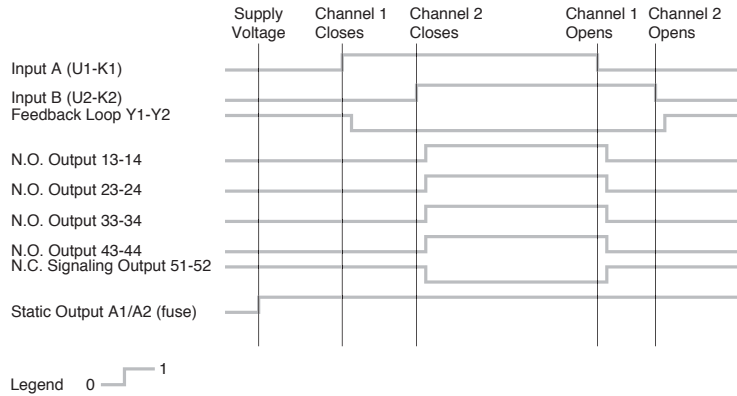 Supply Voltage
Channel 1 Closes
Channel 2 Closes
Channel 1 Opens
Channel 2 Opens
Input A (U1-K1)
Input B (U2-K2)
Feedback Loop Y1-Y2
N.O. Output 13-14
N.O. Output 23-24
N.O. Output 33-34
N.O. Output 43-44
N.C. Signaling Output 51-52
Static Output A1/A2 (fuse)
Legend 0 1